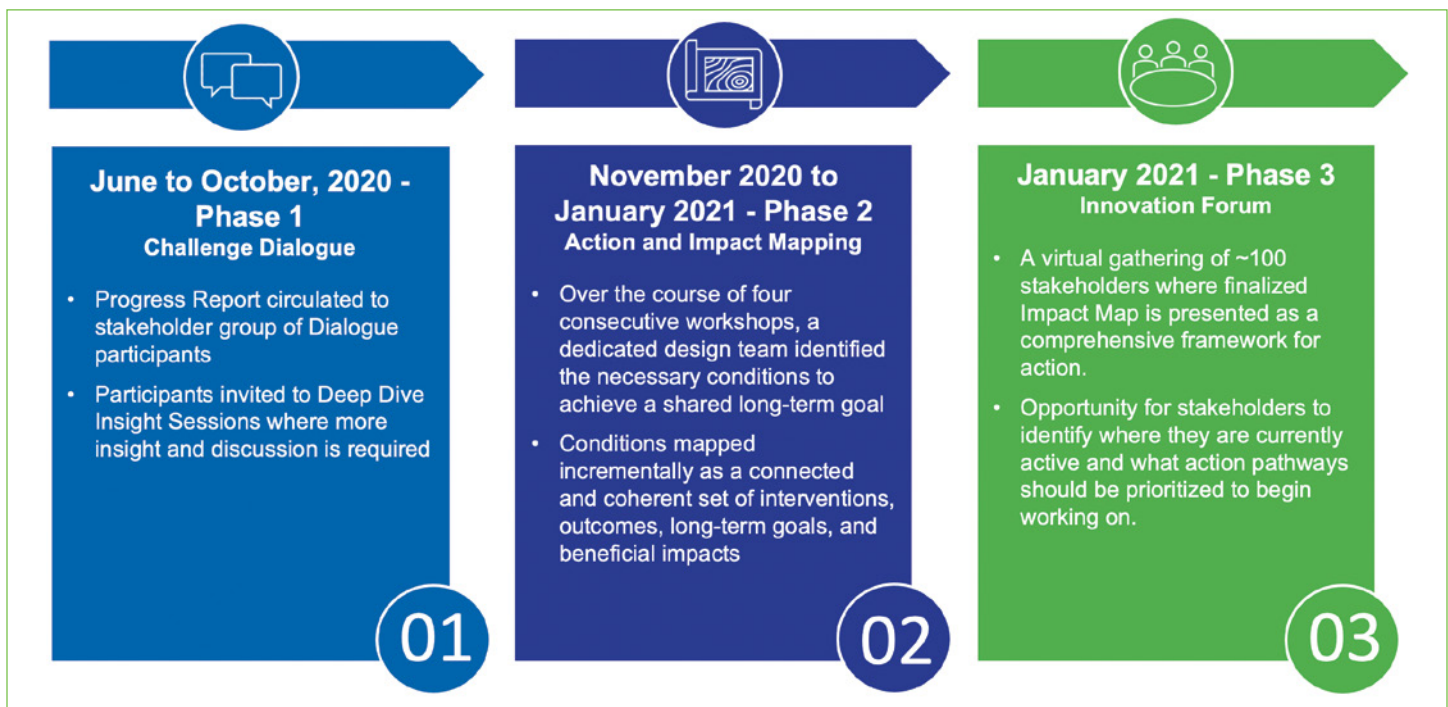 June to October, 2020 -
Phase 1
Challenge Dialogue
• Progress Report circulated to
stakeholder group of Dialogue
participants
• Participants invited to Deep Dive
Insight Sessions where more
insight and discussion is required
01
November 2020 to
January 2021 - Phase 2
Action and Impact Mapping
• Over the course of four
consecutive workshops, a
dedicated design team identified
the necessary conditions to
achieve a shared long-term goal
• Conditions mapped
incrementally as a connected
and coherent set of interventions,
outcomes, long-term goals, and
beneficial impacts
02
January 2021 - Phase 3
Innovation Forum
• A virtual gathering of ~100
stakeholders where finalized
Impact Map is presented as a
comprehensive framework for
action.
• Opportunity for stakeholders to
identify where they are currently
active and what action pathways
should be prioritized to begin
working on.
03